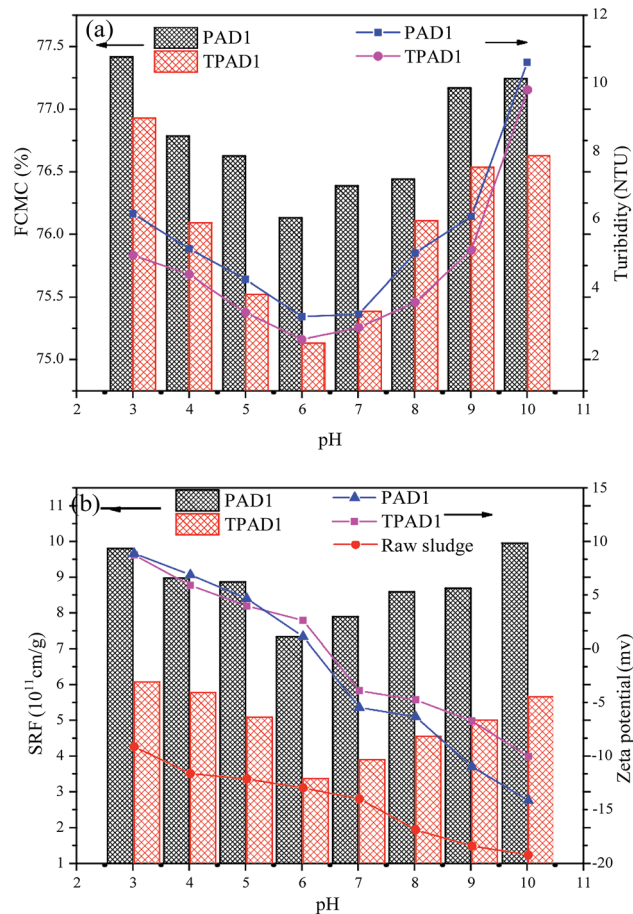 (a)
PAD1 PAD1
TPAD1 TPAD1
77.5
77.0
76.5
76.0
75.5
75.0
FCMC (%)
12
10
8
6
4
2
Turibidity (NTU)
2 3 4 5 6 7 8 9 10 11
pH
(b)
PAD1 PAD1
TPAD1 TPAD1
Raw sludge
11
10
9
8
7
6
5
4
3
2
1
SRF (10¹¹cm/g)
15
10
5
0
-5
-10
-15
-20
Zeta potential (mv)
2 3 4 5 6 7 8 9 10 11
pH